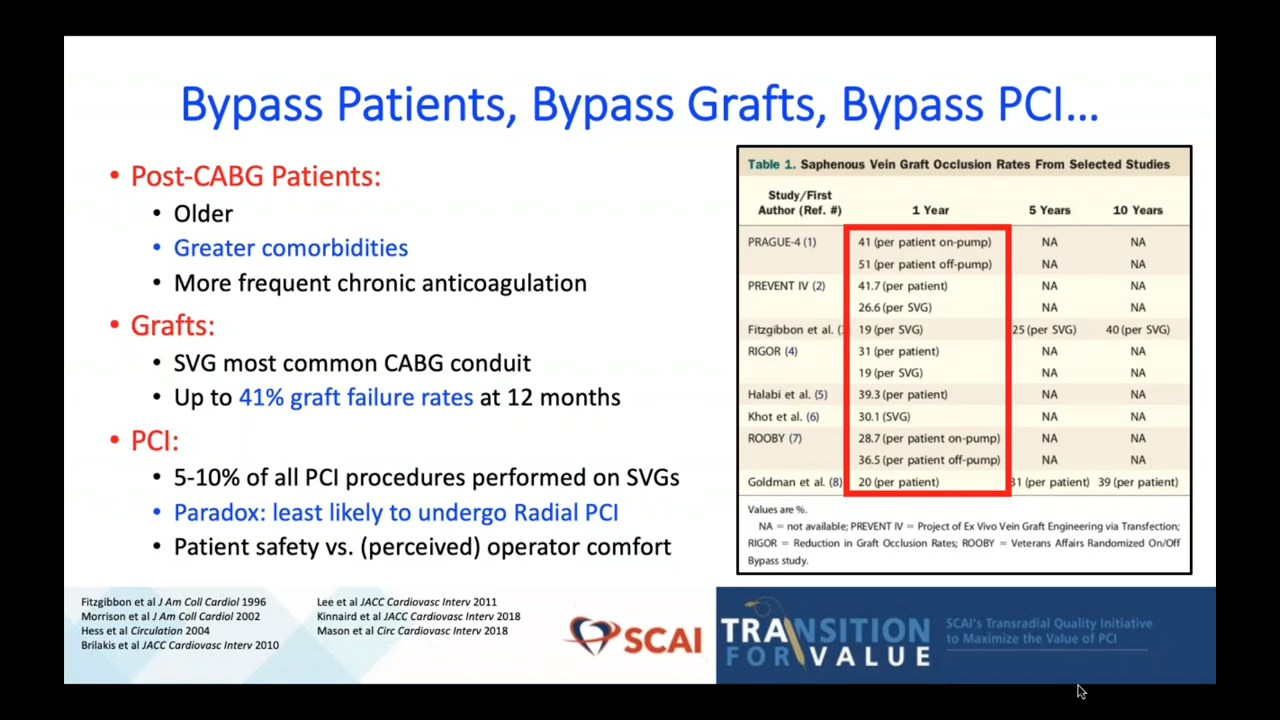 Bypass Patients, Bypass Grafts, Bypass PCI...
• Post-CABG Patients:
• Older
• Greater comorbidities
• More frequent chronic anticoagulation
• Grafts:
• SVG most common CABG conduit
• Up to 41% graft failure rates at 12 months
• PCI:
• 5-10% of all PCI procedures performed on SVGs
• Paradox: least likely to undergo Radial PCI
• Patient safety vs. (perceived) operator comfort
Table 1. Saphenous Vein Graft Occlusion Rates From Selected Studies
Study/First
Author (Ref. #) 1 Year 5 Years 10 Years
PRAGUE-4 (1) 41 (per patient on-pump) NA NA
51 (per patient off-pump) NA NA
PREVENT IV (2) 41.7 (per patient) NA NA
26.6 (per SVG) NA NA
Fitzgibbon et al. ( 19 (per SVG) 25 (per SVG) 40 (per SVG)
RIGOR (4) 31 (per patient) NA NA
19 (per SVG) NA NA
Halabi et al. (5) 39.3 (per patient) NA NA
Khot et al. (6) 30.1 (SVG) NA NA
ROOBY (7) 28.7 (per patient on-pump) NA NA
36.5 (per patient off-pump) NA NA
Goldman et al. (8) 20 (per patient) 31 (per patient) 39 (per patient)
Values are %.
NA = not available; PREVENT IV = Project of Ex Vivo Vein Graft Engineering via Transfection;
RIGOR = Reduction in Graft Occlusion Rates; ROOBY = Veterans Affairs Randomized On/Off
Bypass study.
Fitzgibbon et al J Am Coll Cardiol 1996
Morrison et al J Am Coll Cardiol 2002
Hess et al Circulation 2004
Brilakis et al JACC Cardiovasc Interv 2010
Lee et al JACC Cardiovasc Interv 2011
Kinnaird et al JACC Cardiovasc Interv 2018
Mason et al Circ Cardiovasc Interv 2018
SCAI
TRANSITION
FOR VALUE
SCAI's Transradial Quality Initiative
to Maximize the Value of PCI